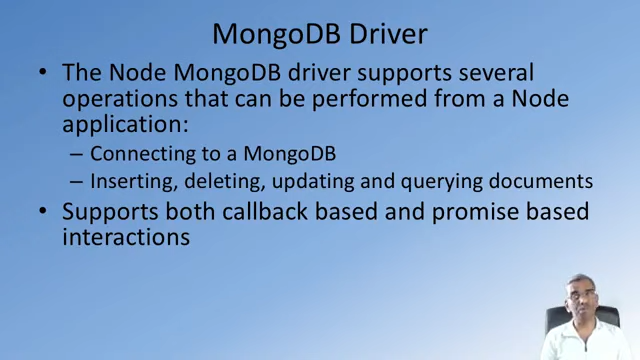 MongoDB Driver
• The Node MongoDB driver supports several
operations that can be performed from a Node
application:
– Connecting to a MongoDB
– Inserting, deleting, updating and querying documents
• Supports both callback based and promise based
interactions